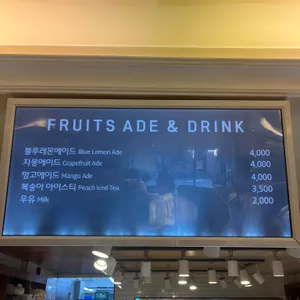 FRUITS ADE & DRINK
블루레몬에이드 Blue Lemon Ade 4,000
자몽에이드 Grapefruit Ade 4,000
망고에이드 Mango Ade 4,000
복숭아 아이스티 Peach Iced Tea 3,500
우유 Milk 2,000